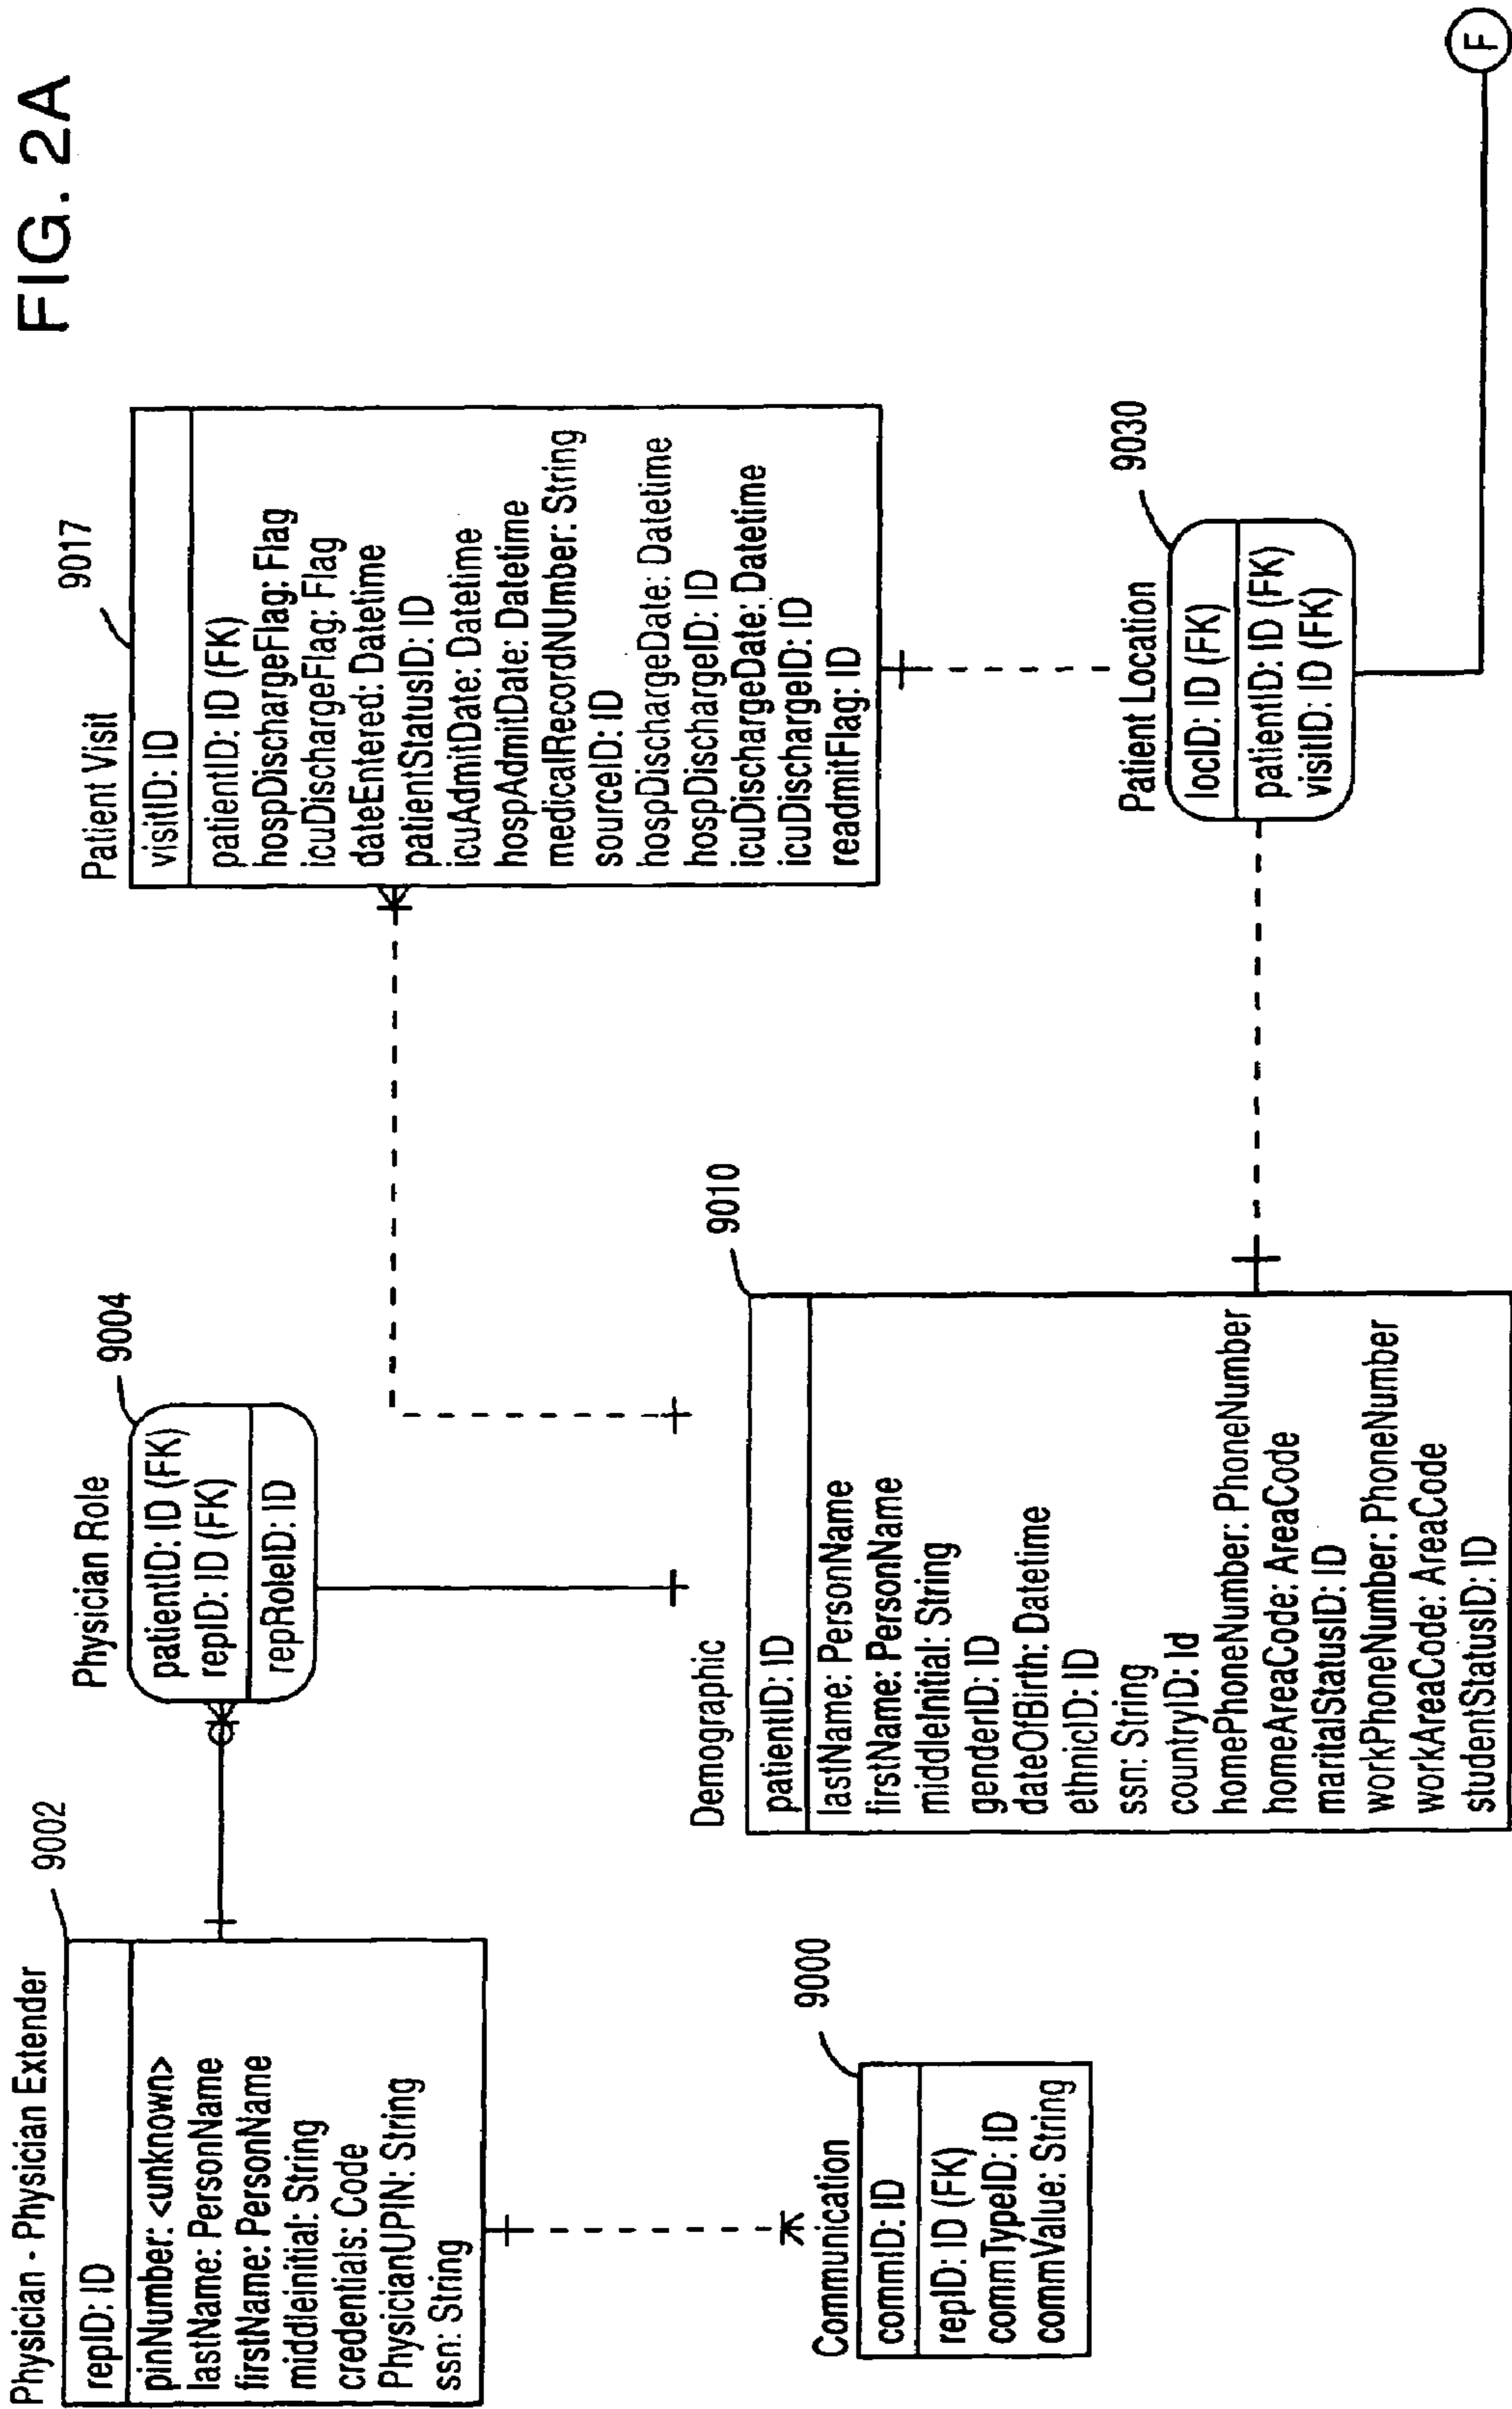 FIG. 2A
Physician - Physician Extender
9002
repID: ID
pinNumber: <unknown>
lastName: PersonName
firstName: PersonName
middleInitial: String
credentials: Code
PhysicianUPIN: String
ssn: String
Physician Role
9004
patientID: ID (FK)
repID: ID (FK)
repRoleID: ID
Patient Visit
9017
visitID: ID
patientID: ID (FK)
hospDischargeFlag: Flag
icuDischargeFlag: Flag
dateEntered: Datetime
patientStatusID: ID
icuAdmitDate: Datetime
hospAdmitDate: Datetime
medicalRecordNUmber: String
sourceID: ID
hospDischargeDate: Datetime
hospDischargeID: ID
icuDischargeDate: Datetime
icuDischargeID: ID
readmitFlag: ID
Communication
9000
commID: ID
repID: ID (FK)
commTypeID: ID
commValue: String
Demographic
9010
patientID: ID
lastName: PersonName
firstName: PersonName
middleInitial: String
genderID: ID
dateOfBirth: Datetime
ethnicID: ID
ssn: String
countryID: Id
homePhoneNumber: PhoneNumber
homeAreaCode: AreaCode
maritalStatusID: ID
workPhoneNumber: PhoneNumber
workAreaCode: AreaCode
studentStatusID: ID
Patient Location
9030
locID: ID (FK)
patientID: ID (FK)
visitID: ID (FK)
F